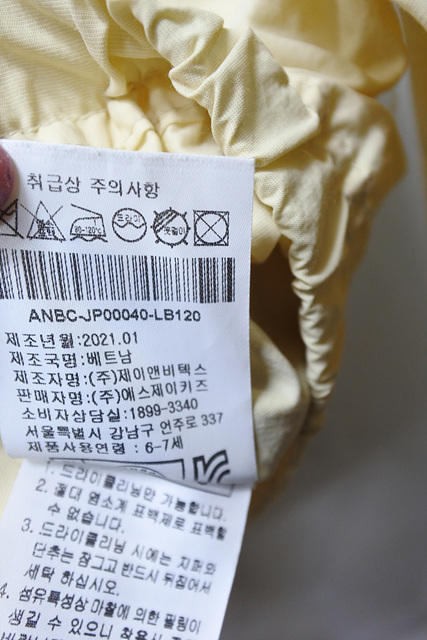 취급상 주의사항
80~120℃ 드라이 옷걸이
ANBC-JP00040-LB120
제조년월:2021.01
제조국명:베트남
제조자명:(주)제이앤비텍스
판매자명:(주)에스제이키즈
소비자상담실:1899-3340
서울특별시 강남구 언주로 337
제품사용연령 : 6-7세
1. 드라이클리닝만 가능합니다.
2. 절대 염소계 표백제로 표백할
수 없습니다.
3. 드라이클리닝 시에는 지퍼와
단추는 잠그고 반드시 뒤집어서
세탁 하십시오.
4. 섬유특성상 마찰에 의한 필링이
생길 수 있으니 착용시